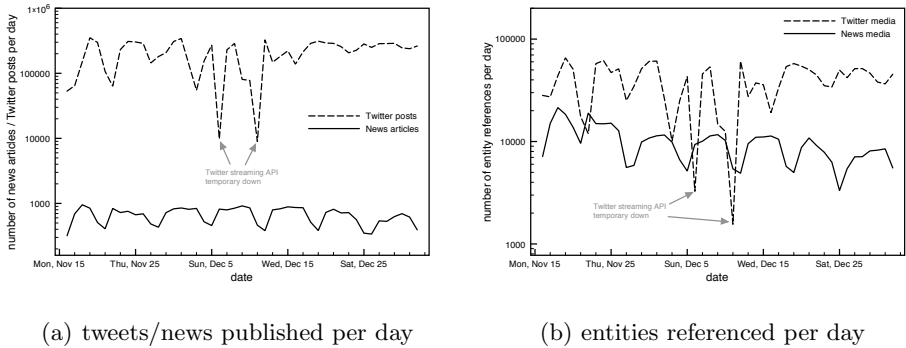 number of news articles / Twitter posts per day
1×10⁶
100000
10000
1000
Twitter posts
News articles
Twitter streaming API
temporary down
Mon, Nov 15
Thu, Nov 25
Sun, Dec 5
Wed, Dec 15
Sat, Dec 25
date
(a) tweets/news published per day
number of entity references per day
100000
10000
1000
Twitter media
News media
Twitter streaming API
temporary down
Mon, Nov 15
Thu, Nov 25
Sun, Dec 5
Wed, Dec 15
Sat, Dec 25
date
(b) entities referenced per day